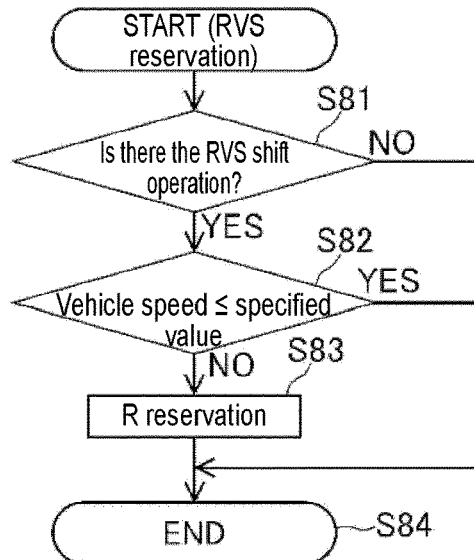 START (RVS
reservation)
S81
Is there the RVS shift
operation?
NO
YES
S82
Vehicle speed ≤ specified
value
YES
NO
S83
R reservation
END
S84